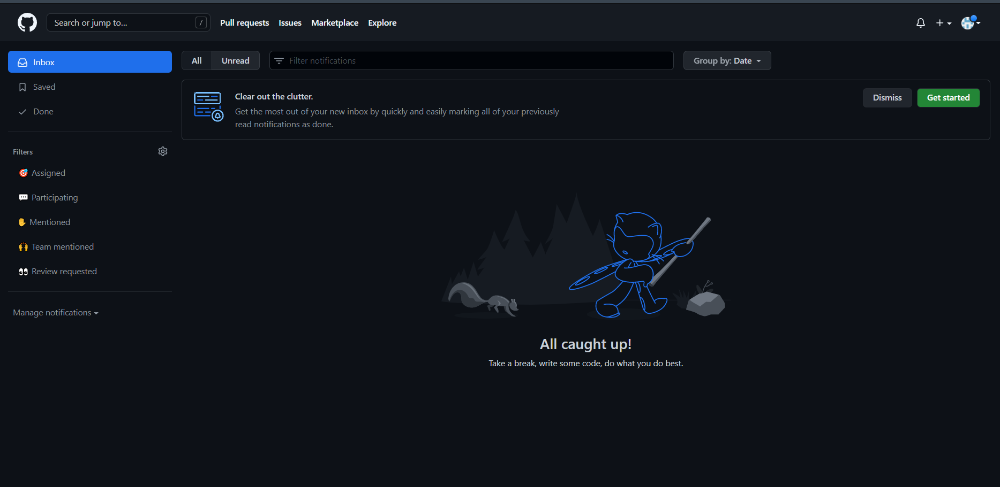 Search or jump to... /
Pull requests
Issues
Marketplace
Explore
Inbox
Saved
Done
Filters
Assigned
Participating
Mentioned
Team mentioned
Review requested
Manage notifications
All
Unread
Filter notifications
Group by: Date
Clear out the clutter.
Get the most out of your new inbox by quickly and easily marking all of your previously
read notifications as done.
Dismiss
Get started
All caught up!
Take a break, write some code, do what you do best.